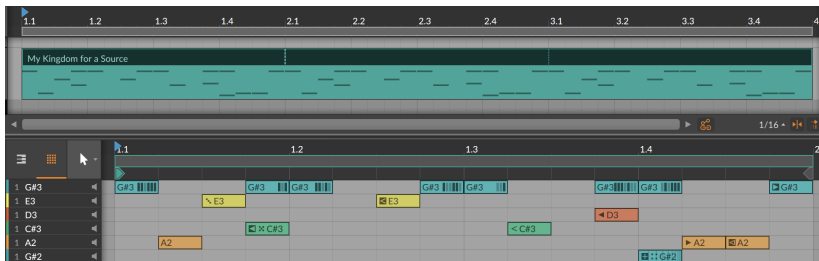 1.1 1.2 1.3 1.4 2.1 2.2 2.3 2.4 3.1 3.2 3.3 3.4 4
My Kingdom for a Source
1/16
1.1 1.2 1.3 1.4 2
1 G#3 G#3 G#3 G#3 G#3 G#3 G#3 G#3 G#3
1 E3 E3 E3
1 D3 D3
1 C#3 C#3 < C#3
1 A2 A2 A2 A2
1 G#2 G#2